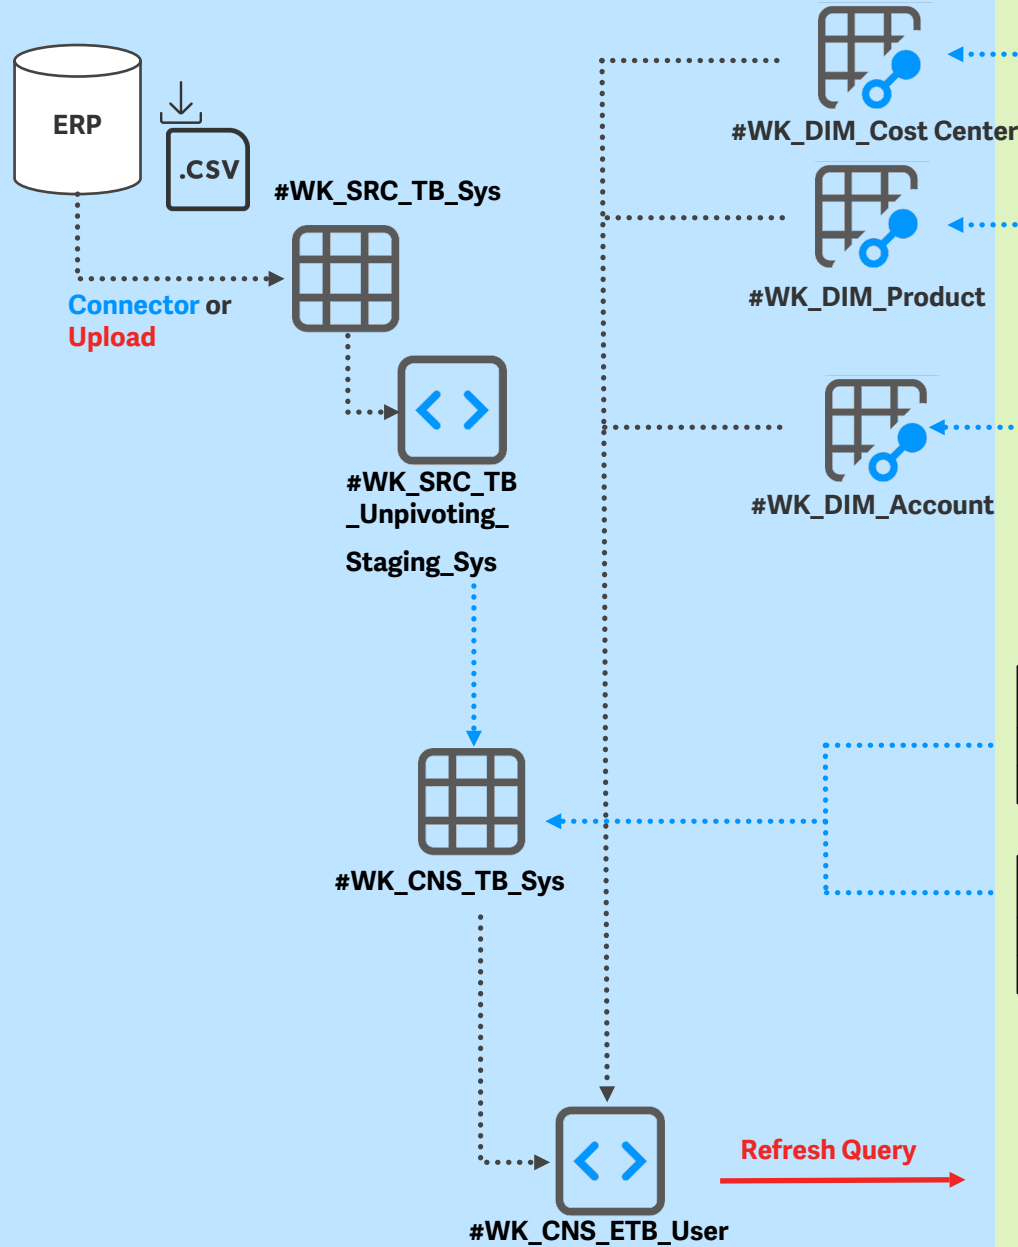 ERP
.CSV
#WK_SRC_TB_Sys
Connector or
Upload
#WK_SRC_TB
_Unpivoting_
Staging_Sys
#WK_CNS_TB_Sys
#WK_CNS_ETB_User
#WK_DIM_Cost Center
#WK_DIM_Product
#WK_DIM_Account
Refresh Query